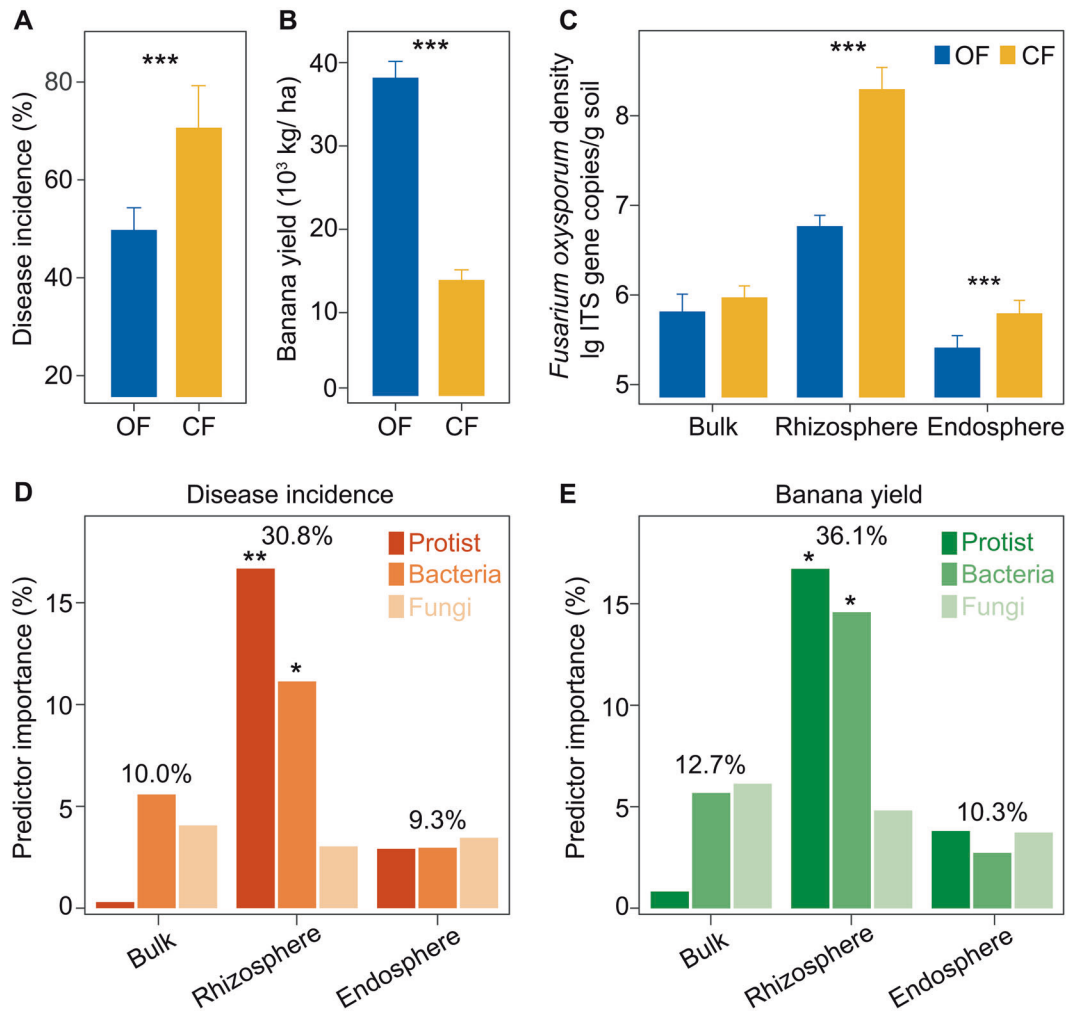 A
Disease incidence (%)
80
60
40
20
***
OF
CF
B
Banana yield (10³ kg/ ha)
40
30
20
10
0
***
OF
CF
C
Fusarium oxysporum density
lg ITS gene copies/g soil
8
7
6
5
***
***
OF
CF
Bulk
Rhizosphere
Endosphere
D
Disease incidence
Predictor importance (%)
15
10
5
0
30.8%
**
*
10.0%
9.3%
Protist
Bacteria
Fungi
Bulk
Rhizosphere
Endosphere
E
Banana yield
Predictor importance (%)
15
10
5
0
36.1%
*
*
12.7%
10.3%
Protist
Bacteria
Fungi
Bulk
Rhizosphere
Endosphere